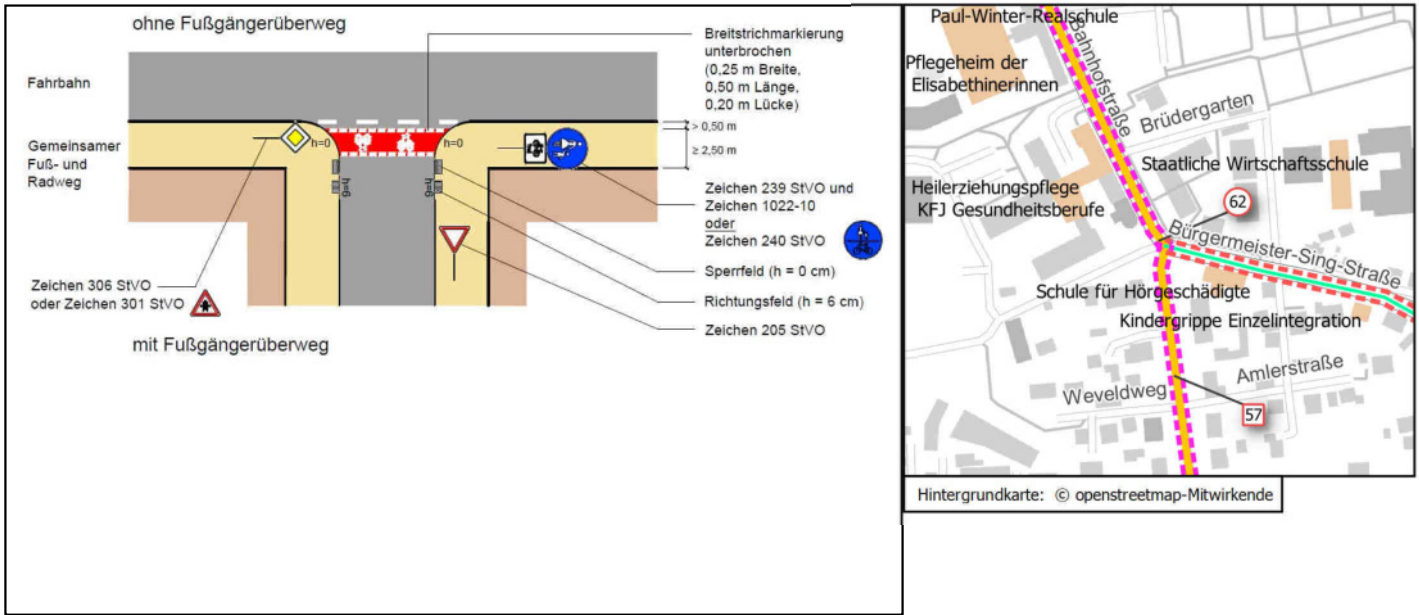 ohne Fußgängerüberweg
Fahrbahn
Gemeinsamer
Fuß- und
Radweg
h=0
h=0
h=6
h=6
Breitstrichmarkierung
unterbrochen
(0,25 m Breite,
0,50 m Länge,
0,20 m Lücke)
> 0,50 m
≥ 2,50 m
Zeichen 239 StVO und
Zeichen 1022-10
oder
Zeichen 240 StVO
Sperrfeld (h = 0 cm)
Richtungsfeld (h = 6 cm)
Zeichen 205 StVO
Zeichen 306 StVO
oder Zeichen 301 StVO
mit Fußgängerüberweg
Paul-Winter-Realschule
Bahnhofstraße
Pflegeheim der
Elisabethinerinnen
Brüdergarten
Staatliche Wirtschaftsschule
Heilerziehungspflege
KFJ Gesundheitsberufe
62
Bürgermeister-Sing-Straße
Schule für Hörgeschädigte
Kindergrippe Einzelintegration
Amlerstraße
Weveldweg
57
Hintergrundkarte: © openstreetmap-Mitwirkende